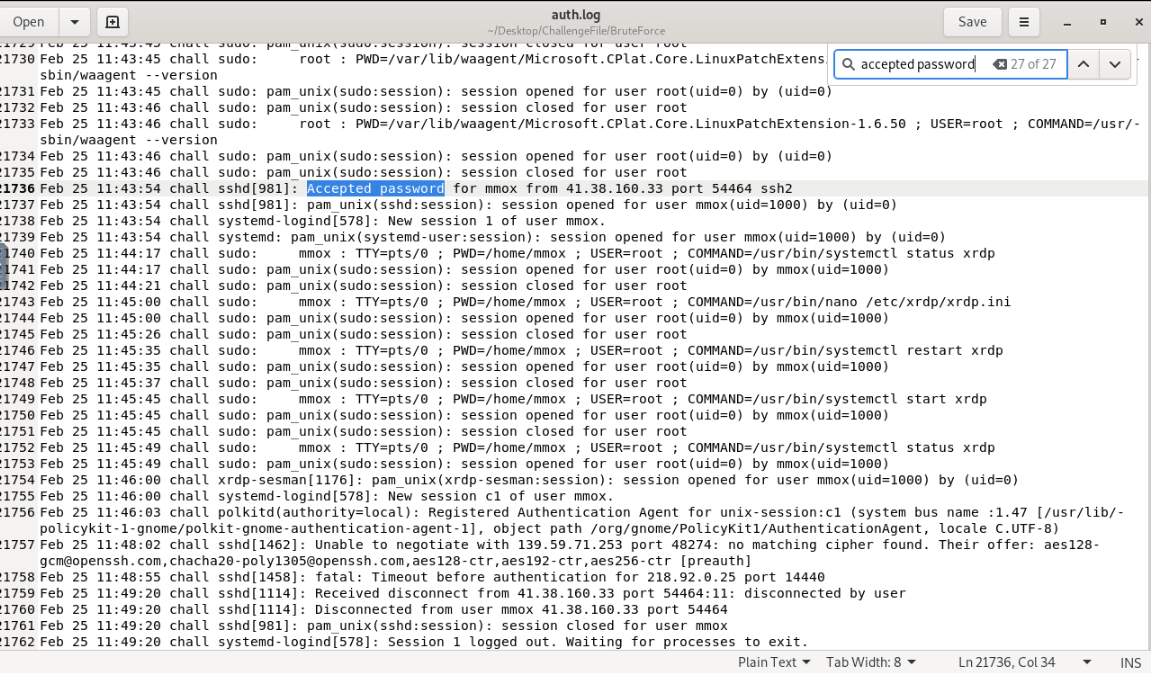 Open
auth.log
~/Desktop/ChallengeFile/BruteForce
Save
accepted password
27 of 27
21729 Feb 25 11:43:45 chall sudo: pam_unix(sudo:session): session closed for user root
21730 Feb 25 11:43:45 chall sudo:     root : PWD=/var/lib/waagent/Microsoft.CPlat.Core.LinuxPatchExtens
sbin/waagent --version
21731 Feb 25 11:43:45 chall sudo: pam_unix(sudo:session): session opened for user root(uid=0) by (uid=0)
21732 Feb 25 11:43:46 chall sudo: pam_unix(sudo:session): session closed for user root
21733 Feb 25 11:43:46 chall sudo:     root : PWD=/var/lib/waagent/Microsoft.CPlat.Core.LinuxPatchExtension-1.6.50 ; USER=root ; COMMAND=/usr/-
sbin/waagent --version
21734 Feb 25 11:43:46 chall sudo: pam_unix(sudo:session): session opened for user root(uid=0) by (uid=0)
21735 Feb 25 11:43:46 chall sudo: pam_unix(sudo:session): session closed for user root
21736 Feb 25 11:43:54 chall sshd[981]: Accepted password for mmox from 41.38.160.33 port 54464 ssh2
21737 Feb 25 11:43:54 chall sshd[981]: pam_unix(sshd:session): session opened for user mmox(uid=1000) by (uid=0)
21738 Feb 25 11:43:54 chall systemd-logind[578]: New session 1 of user mmox.
21739 Feb 25 11:43:54 chall systemd: pam_unix(systemd-user:session): session opened for user mmox(uid=1000) by (uid=0)
21740 Feb 25 11:44:17 chall sudo:     mmox : TTY=pts/0 ; PWD=/home/mmox ; USER=root ; COMMAND=/usr/bin/systemctl status xrdp
21741 Feb 25 11:44:17 chall sudo: pam_unix(sudo:session): session opened for user root(uid=0) by mmox(uid=1000)
21742 Feb 25 11:44:21 chall sudo: pam_unix(sudo:session): session closed for user root
21743 Feb 25 11:45:00 chall sudo:     mmox : TTY=pts/0 ; PWD=/home/mmox ; USER=root ; COMMAND=/usr/bin/nano /etc/xrdp/xrdp.ini
21744 Feb 25 11:45:00 chall sudo: pam_unix(sudo:session): session opened for user root(uid=0) by mmox(uid=1000)
21745 Feb 25 11:45:26 chall sudo: pam_unix(sudo:session): session closed for user root
21746 Feb 25 11:45:35 chall sudo:     mmox : TTY=pts/0 ; PWD=/home/mmox ; USER=root ; COMMAND=/usr/bin/systemctl restart xrdp
21747 Feb 25 11:45:35 chall sudo: pam_unix(sudo:session): session opened for user root(uid=0) by mmox(uid=1000)
21748 Feb 25 11:45:37 chall sudo: pam_unix(sudo:session): session closed for user root
21749 Feb 25 11:45:45 chall sudo:     mmox : TTY=pts/0 ; PWD=/home/mmox ; USER=root ; COMMAND=/usr/bin/systemctl start xrdp
21750 Feb 25 11:45:45 chall sudo: pam_unix(sudo:session): session opened for user root(uid=0) by mmox(uid=1000)
21751 Feb 25 11:45:45 chall sudo: pam_unix(sudo:session): session closed for user root
21752 Feb 25 11:45:49 chall sudo:     mmox : TTY=pts/0 ; PWD=/home/mmox ; USER=root ; COMMAND=/usr/bin/systemctl status xrdp
21753 Feb 25 11:45:49 chall sudo: pam_unix(sudo:session): session opened for user root(uid=0) by mmox(uid=1000)
21754 Feb 25 11:46:00 chall xrdp-sesman[1176]: pam_unix(xrdp-sesman:session): session opened for user mmox(uid=1000) by (uid=0)
21755 Feb 25 11:46:00 chall systemd-logind[578]: New session c1 of user mmox.
21756 Feb 25 11:46:03 chall polkitd(authority=local): Registered Authentication Agent for unix-session:c1 (system bus name :1.47 [/usr/lib/-
policykit-1-gnome/polkit-gnome-authentication-agent-1], object path /org/gnome/PolicyKit1/AuthenticationAgent, locale C.UTF-8)
21757 Feb 25 11:48:02 chall sshd[1462]: Unable to negotiate with 139.59.71.253 port 48274: no matching cipher found. Their offer: aes128-
gcm@openssh.com,chacha20-poly1305@openssh.com,aes128-ctr,aes192-ctr,aes256-ctr [preauth]
21758 Feb 25 11:48:55 chall sshd[1458]: fatal: Timeout before authentication for 218.92.0.25 port 14440
21759 Feb 25 11:49:20 chall sshd[1114]: Received disconnect from 41.38.160.33 port 54464:11: disconnected by user
21760 Feb 25 11:49:20 chall sshd[1114]: Disconnected from user mmox 41.38.160.33 port 54464
21761 Feb 25 11:49:20 chall sshd[981]: pam_unix(sshd:session): session closed for user mmox
21762 Feb 25 11:49:20 chall systemd-logind[578]: Session 1 logged out. Waiting for processes to exit.
Plain Text
Tab Width: 8
Ln 21736, Col 34
INS